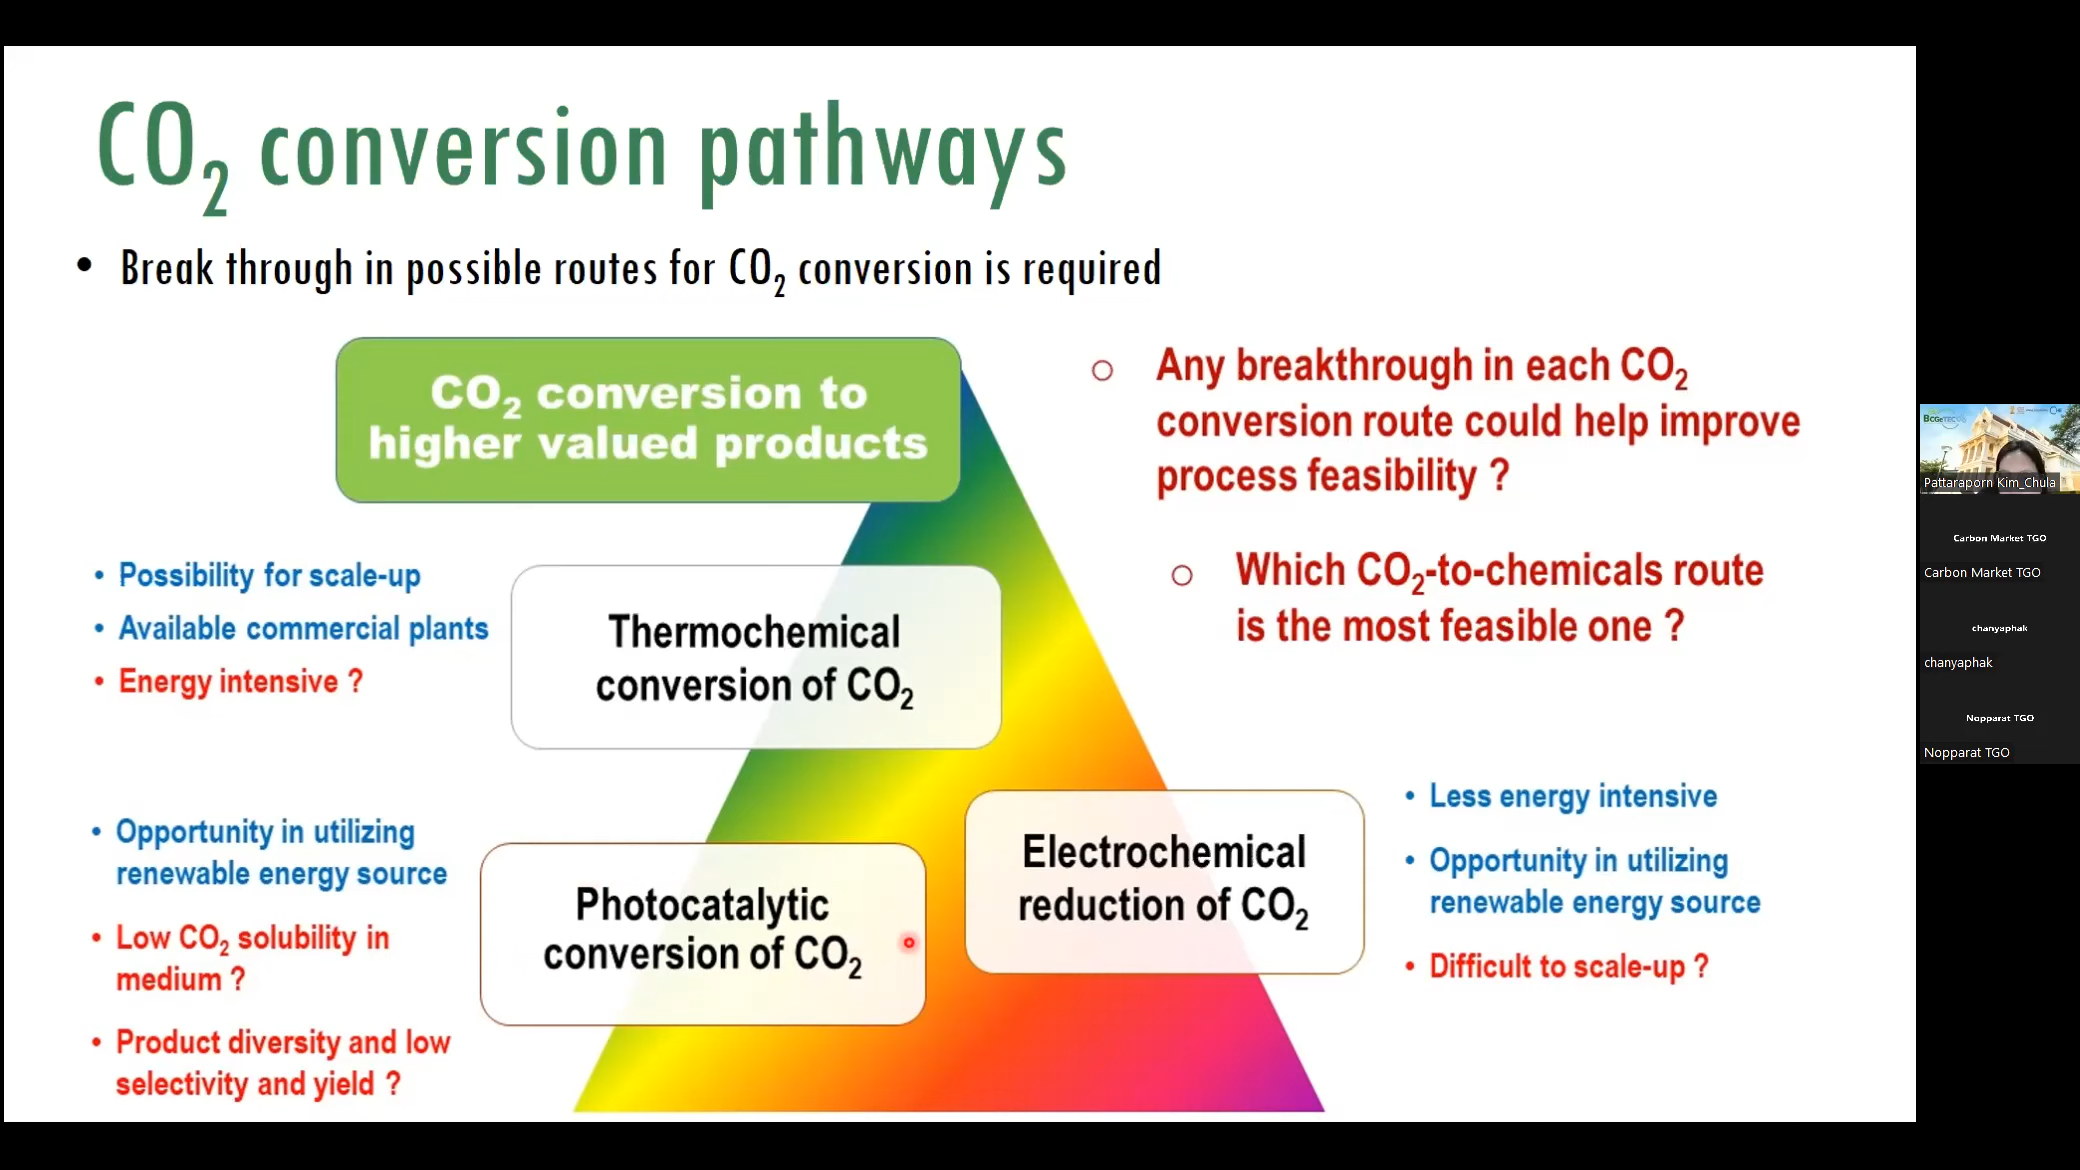 CO₂ conversion pathways
• Break through in possible routes for CO₂ conversion is required
CO₂ conversion to
higher valued products
○ Any breakthrough in each CO₂
conversion route could help improve
process feasibility ?
○ Which CO₂-to-chemicals route
is the most feasible one ?
• Possibility for scale-up
• Available commercial plants
• Energy intensive ?
Thermochemical
conversion of CO₂
• Opportunity in utilizing
renewable energy source
• Low CO₂ solubility in
medium ?
• Product diversity and low
selectivity and yield ?
Photocatalytic
conversion of CO₂
Electrochemical
reduction of CO₂
• Less energy intensive
• Opportunity in utilizing
renewable energy source
• Difficult to scale-up ?
Pattaraporn Kim_Chula
Carbon Market TGO
Carbon Market TGO
chanyaphak
chanyaphak
Nopparat TGO
Nopparat TGO